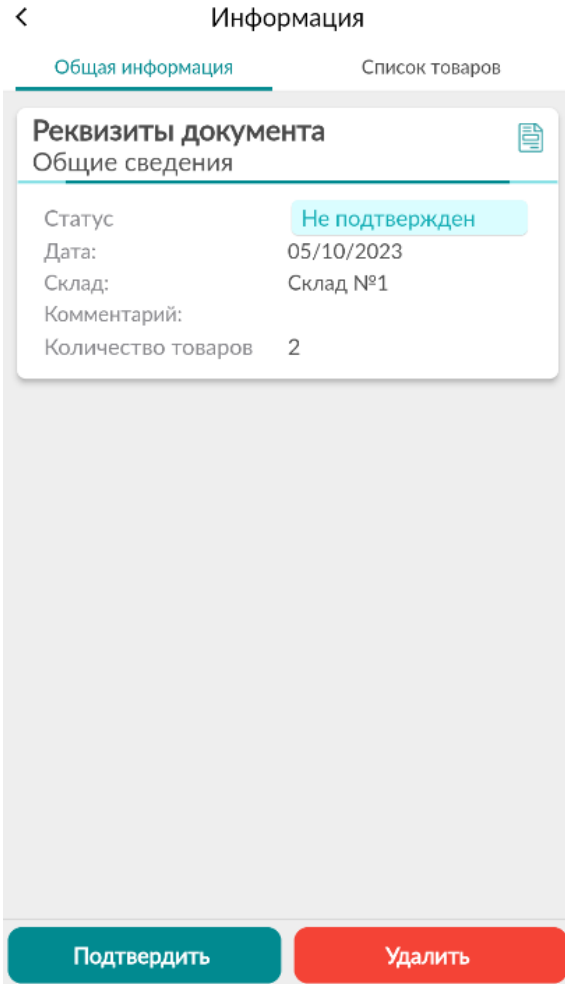 Информация
Общая информация Список товаров
Реквизиты документа
Общие сведения
Статус Не подтвержден
Дата: 05/10/2023
Склад: Склад №1
Комментарий:
Количество товаров 2
Подтвердить Удалить